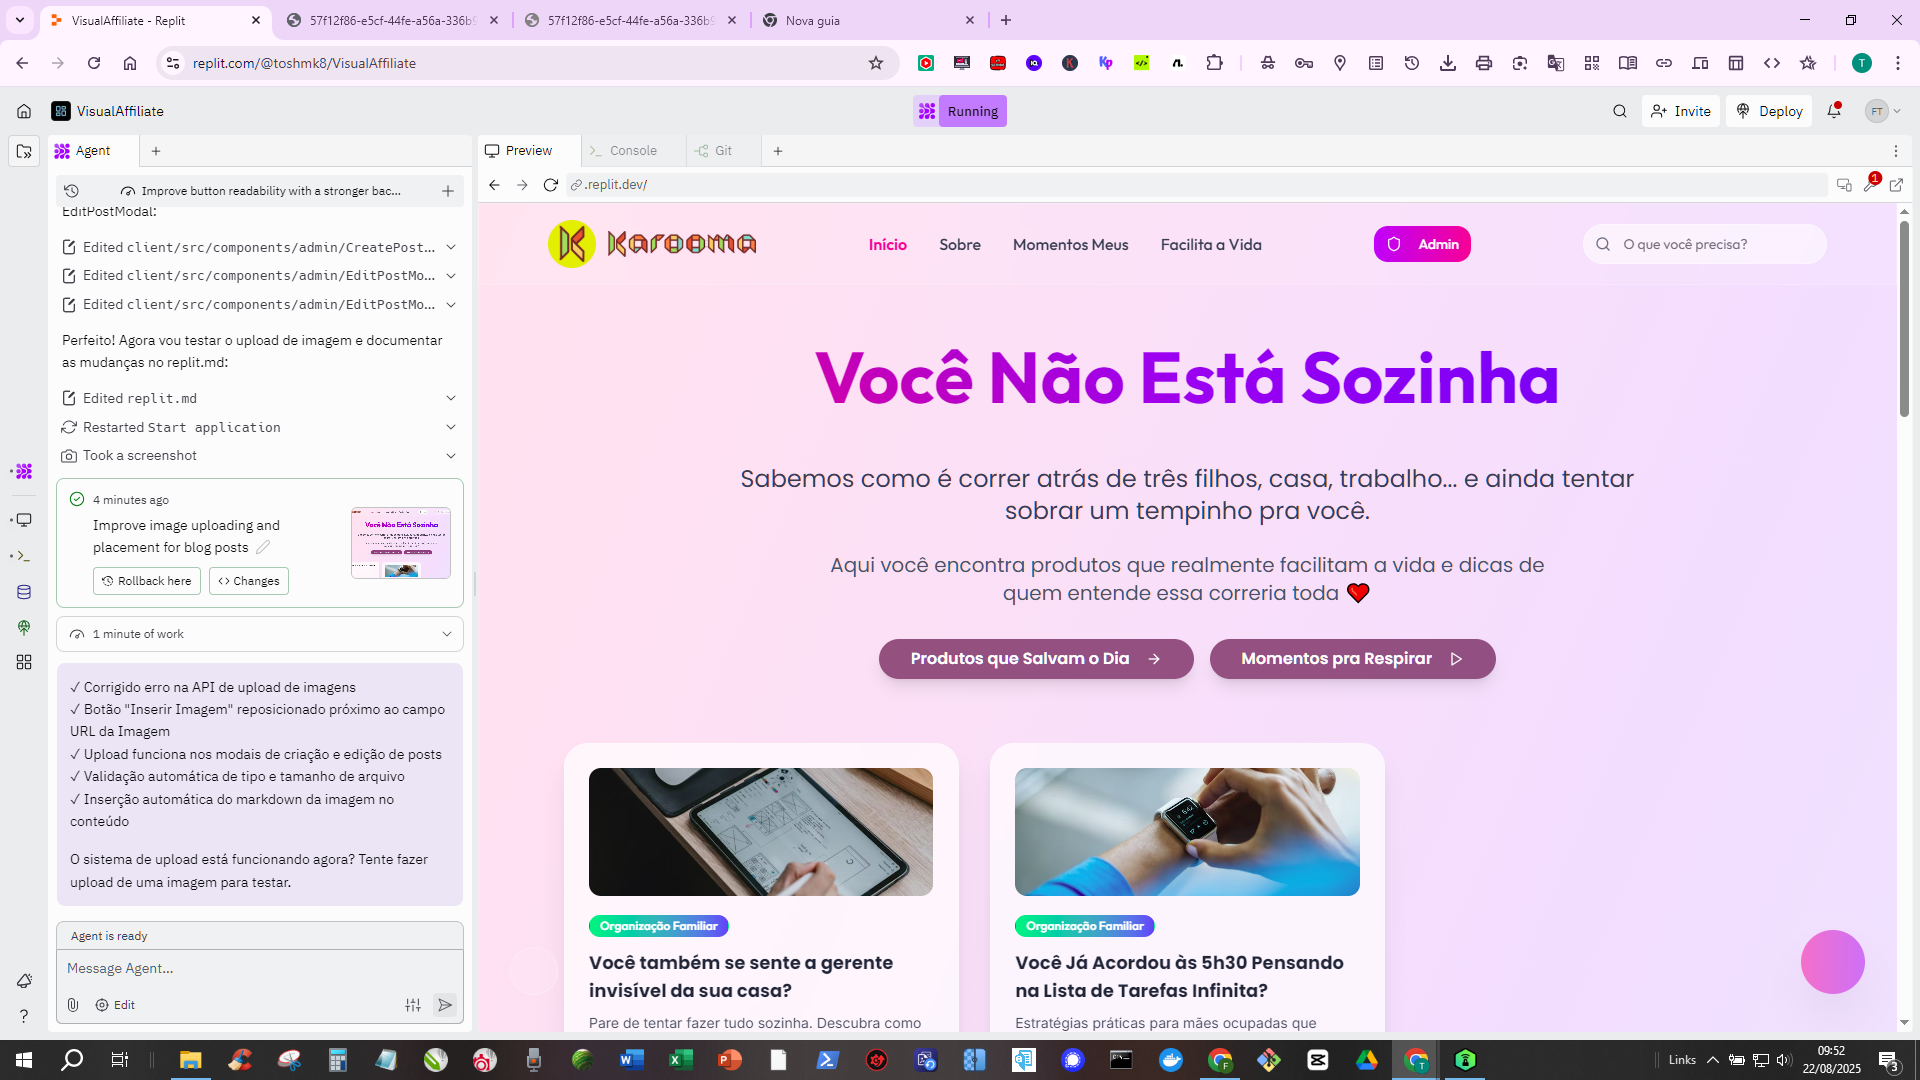 VisualAffiliate - Replit
57f12f86-e5cf-44fe-a56a-336b9
57f12f86-e5cf-44fe-a56a-336b9
Nova guia
replit.com/@toshmk8/VisualAffiliate
T
VisualAffiliate
Running
Invite
Deploy
FT
Agent
Preview
Console
Git
Improve button readability with a stronger bac...
.replit.dev/
1
EditPostModal:
Edited client/src/components/admin/CreatePost...
Edited client/src/components/admin/EditPostMo...
Edited client/src/components/admin/EditPostMo...
Perfeito! Agora vou testar o upload de imagem e documentar
as mudanças no replit.md:
Edited replit.md
Restarted Start application
Took a screenshot
4 minutes ago
Improve image uploading and
placement for blog posts
Rollback here
Changes
Você Não Está Sozinha
1 minute of work
✓ Corrigido erro na API de upload de imagens
✓ Botão "Inserir Imagem" reposicionado próximo ao campo
URL da Imagem
✓ Upload funciona nos modais de criação e edição de posts
✓ Validação automática de tipo e tamanho de arquivo
✓ Inserção automática do markdown da imagem no
conteúdo
O sistema de upload está funcionando agora? Tente fazer
upload de uma imagem para testar.
Agent is ready
Message Agent...
Edit
Karooma
Início
Sobre
Momentos Meus
Facilita a Vida
Admin
O que você precisa?
Você Não Está Sozinha
Sabemos como é correr atrás de três filhos, casa, trabalho... e ainda tentar
sobrar um tempinho pra você.
Aqui você encontra produtos que realmente facilitam a vida e dicas de
quem entende essa correria toda ❤️
Produtos que Salvam o Dia
Momentos pra Respirar
Organização Familiar
Você também se sente a gerente
invisível da sua casa?
Pare de tentar fazer tudo sozinha. Descubra como
Organização Familiar
Você Já Acordou às 5h30 Pensando
na Lista de Tarefas Infinita?
Estratégias práticas para mães ocupadas que
Links
09:52
22/08/2025
3